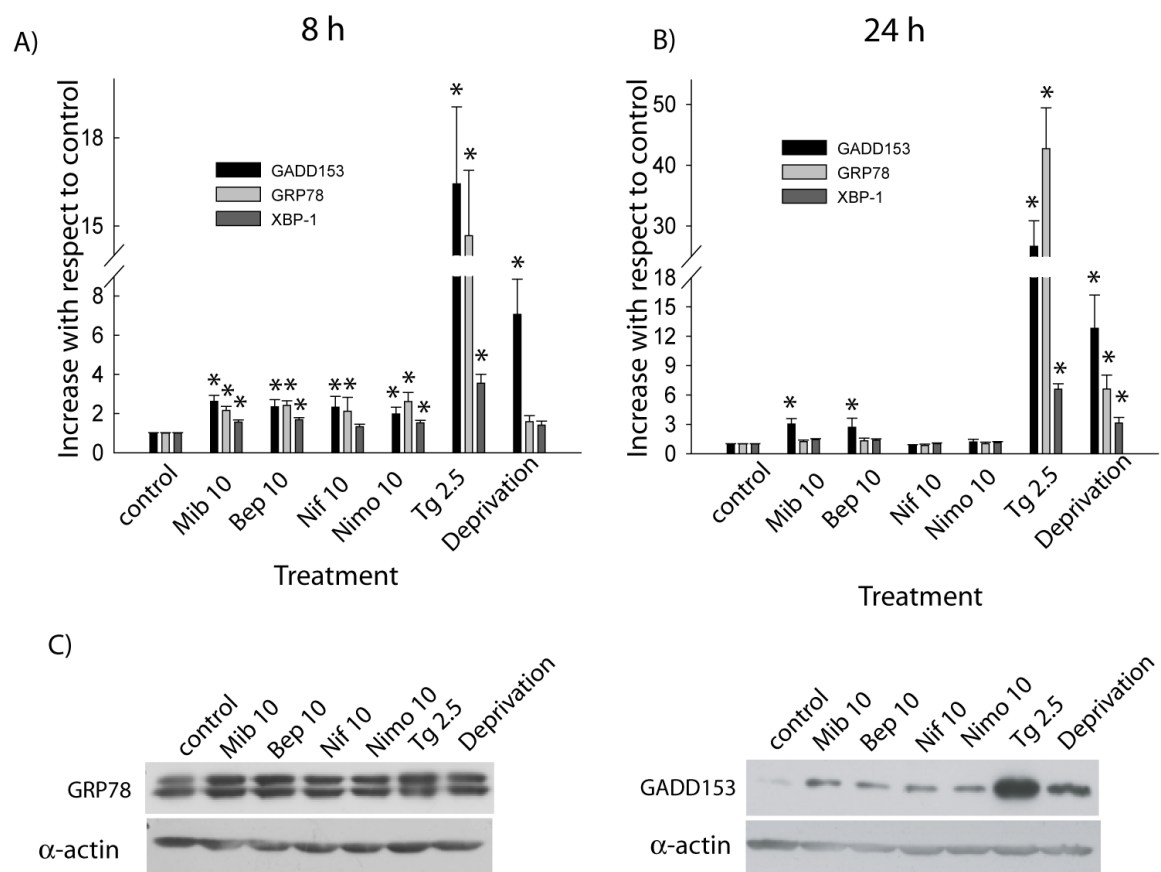 A)
8 h
Increase with respect to control
18
15
8
6
4
2
0
GADD153
GRP78
XBP-1
* * *
* * *
* *
* * *
* * *
*
control
Mib 10
Bep 10
Nif 10
Nimo 10
Tg 2.5
Deprivation
Treatment
B)
24 h
Increase with respect to control
50
40
30
18
15
12
9
6
3
0
GADD153
GRP78
XBP-1
*
*
* * *
* * *
control
Mib 10
Bep 10
Nif 10
Nimo 10
Tg 2.5
Deprivation
Treatment
C)
control
Mib 10
Bep 10
Nif 10
Nimo 10
Tg 2.5
Deprivation
GRP78
α-actin
control
Mib 10
Bep 10
Nif 10
Nimo 10
Tg 2.5
Deprivation
GADD153
α-actin